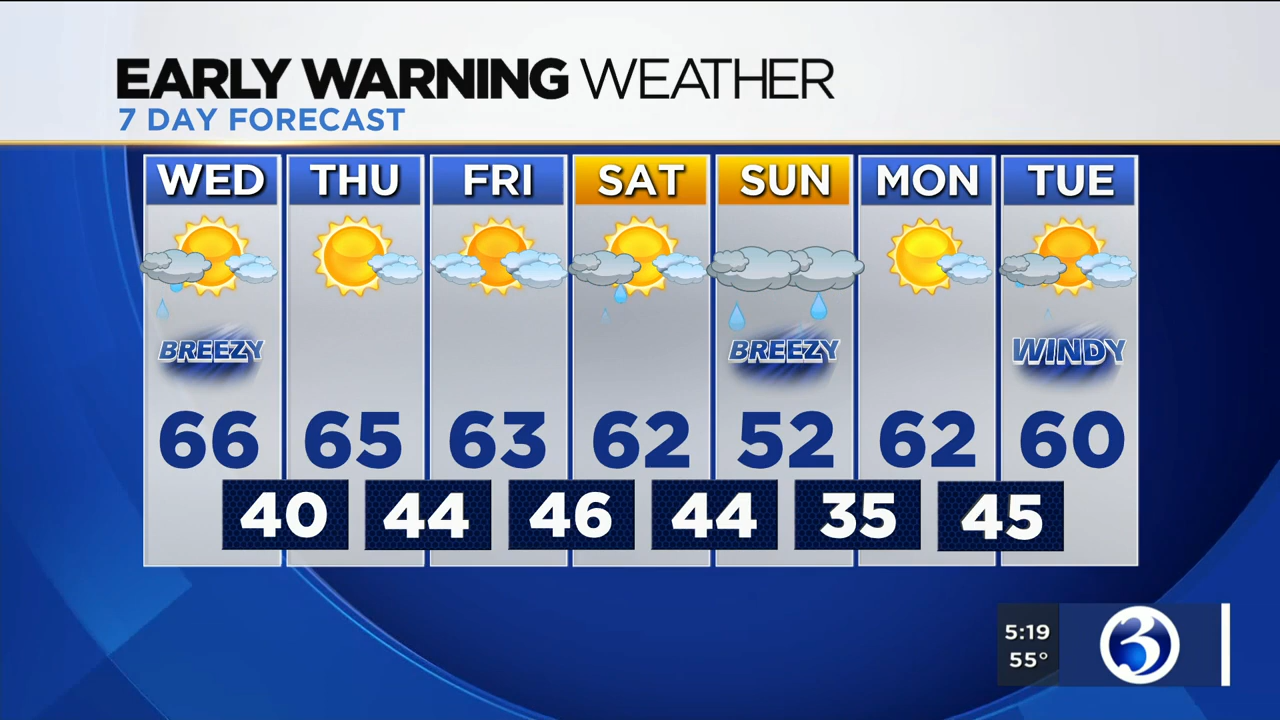 EARLY WARNING WEATHER
7 DAY FORECAST
WED THU FRI SAT SUN MON TUE
BREEZY BREEZY WINDY
66 65 63 62 52 62 60
40 44 46 44 35 45
5:19
55°
3